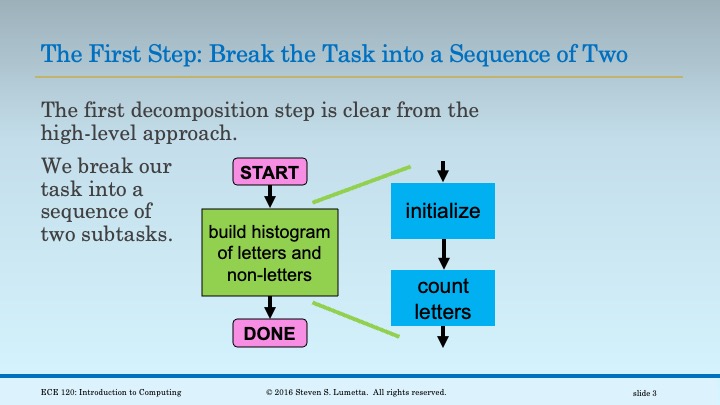 The First Step: Break the Task into a Sequence of Two
The first decomposition step is clear from the
high-level approach.
We break our
task into a
sequence of
two subtasks.
START
build histogram
of letters and
non-letters
DONE
initialize
count
letters
ECE 120: Introduction to Computing
© 2016 Steven S. Lumetta. All rights reserved.
slide 3